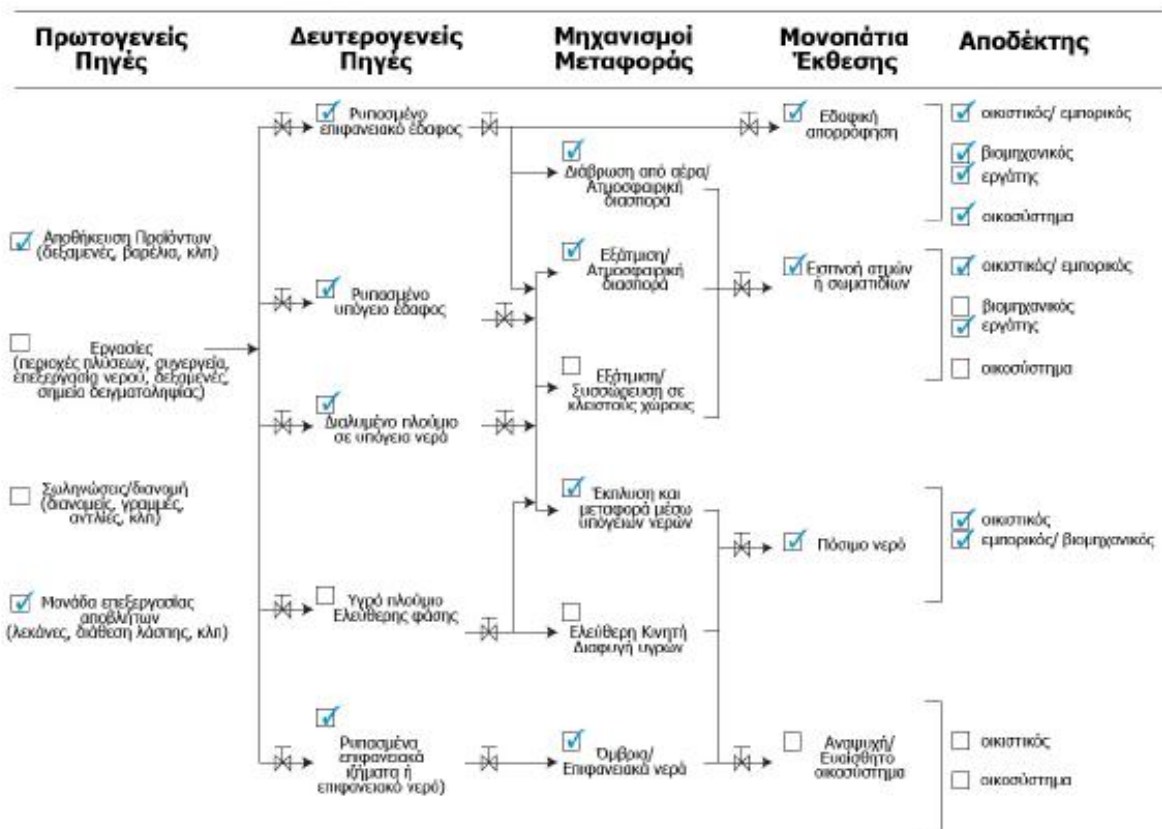 Πρωτογενείς
Πηγές
Δευτερογενείς
Πηγές
Μηχανισμοί
Μεταφοράς
Μονοπάτια
Έκθεσης
Αποδέκτης
Αποθήκευση Προϊόντων
(δεξαμενές, βαρέλια, κλπ)
Εργασίες
(περιοχές πλύσεων, συνεργεία,
επεξεργασία νερού, δεξαμενές,
σημεία δειγματοληψίας)
Σωληνώσεις/διανομή
(διανομείς, γραμμές,
αντλίες, κλπ)
Μονάδα επεξεργασίας
αποβλήτων
(λεκάνες, διάθεση λάσπης, κλπ)
Ρυπασμένο
επιφανειακό έδαφος
Ρυπασμένο
υπόγειο έδαφος
Διαλυμένο πλούμιο
σε υπόγεια νερά
Υγρό πλούμιο
Ελεύθερης φάσης
Ρυπασμένα
επιφανειακά
ιζήματα ή
επιφανειακό νερό)
Διάβρωση από αέρα/
Ατμοσφαιρική
διασπορά
Εξάτμιση/
Ατμοσφαιρική
διασπορά
Εξάτμιση/
Συσσώρευση σε
κλειστούς χώρους
Έκπλυση και
μεταφορά μέσω
υπόγειων νερών
Ελεύθερη Κινητή
Διαφυγή υγρών
Όμβρια/
Επιφανειακά νερά
Εδαφική
απορρόφηση
Εισπνοή ατμών
ή σωματιδίων
Πόσιμο νερό
Αναψυχή/
Ευαίσθητο
οικοσύστημα
οικιστικός/ εμπορικός
βιομηχανικός
εργάτης
οικοσύστημα
οικιστικός/ εμπορικός
βιομηχανικός
εργάτης
οικοσύστημα
οικιστικός
εμπορικός/ βιομηχανικός
οικιστικός
οικοσύστημα